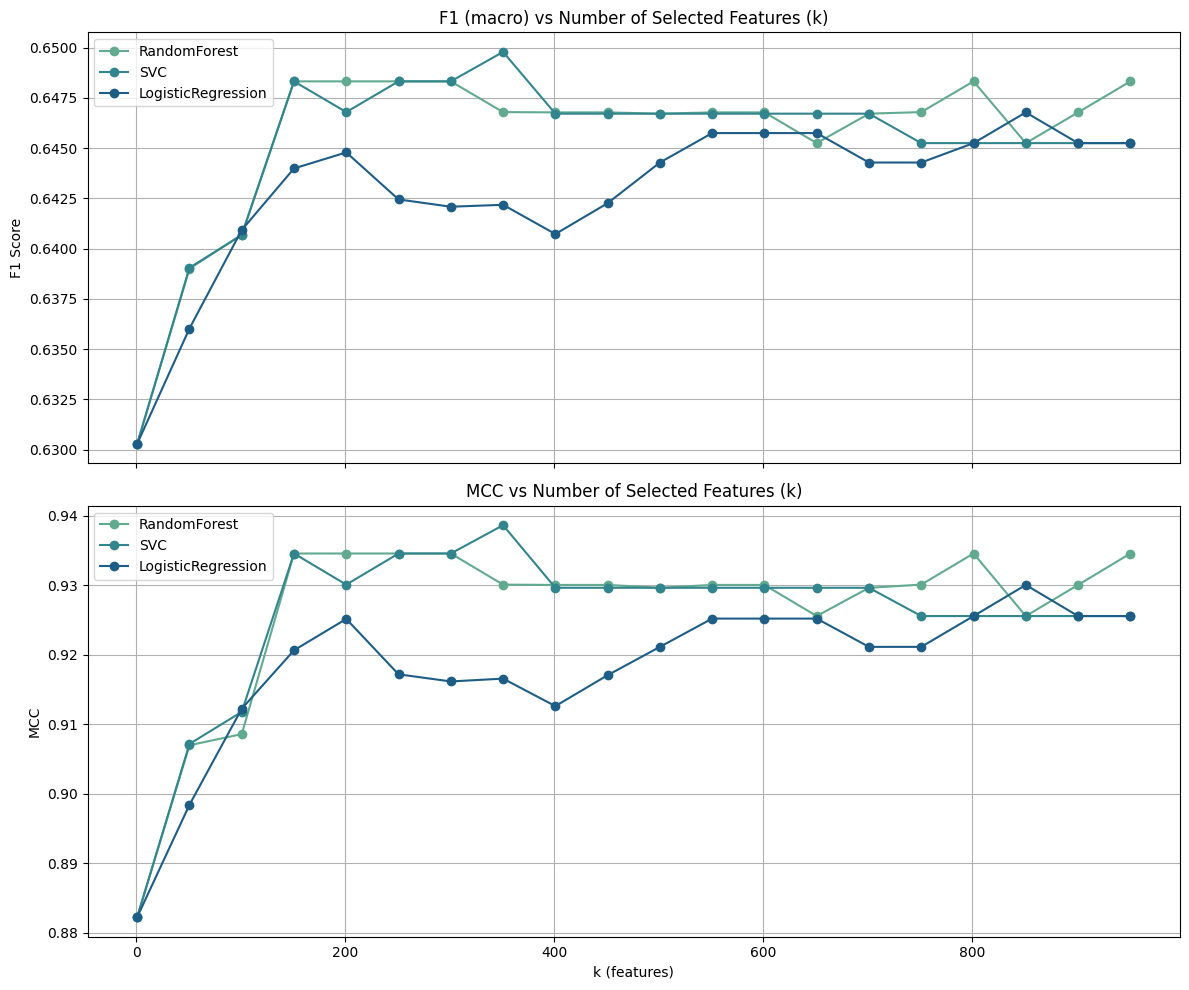 F1 (macro) vs Number of Selected Features (k)
RandomForest
SVC
LogisticRegression
0.6500
0.6475
0.6450
0.6425
0.6400
0.6375
0.6350
0.6325
0.6300
F1 Score
MCC vs Number of Selected Features (k)
RandomForest
SVC
LogisticRegression
0.94
0.93
0.92
0.91
0.90
0.89
0.88
MCC
0 200 400 600 800
k (features)